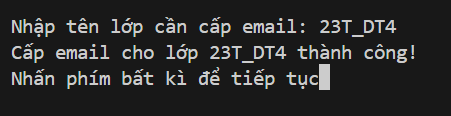 Nhập tên lớp cần cấp email: 23T_DT4
Cấp email cho lớp 23T_DT4 thành công!
Nhấn phím bất kì để tiếp tục